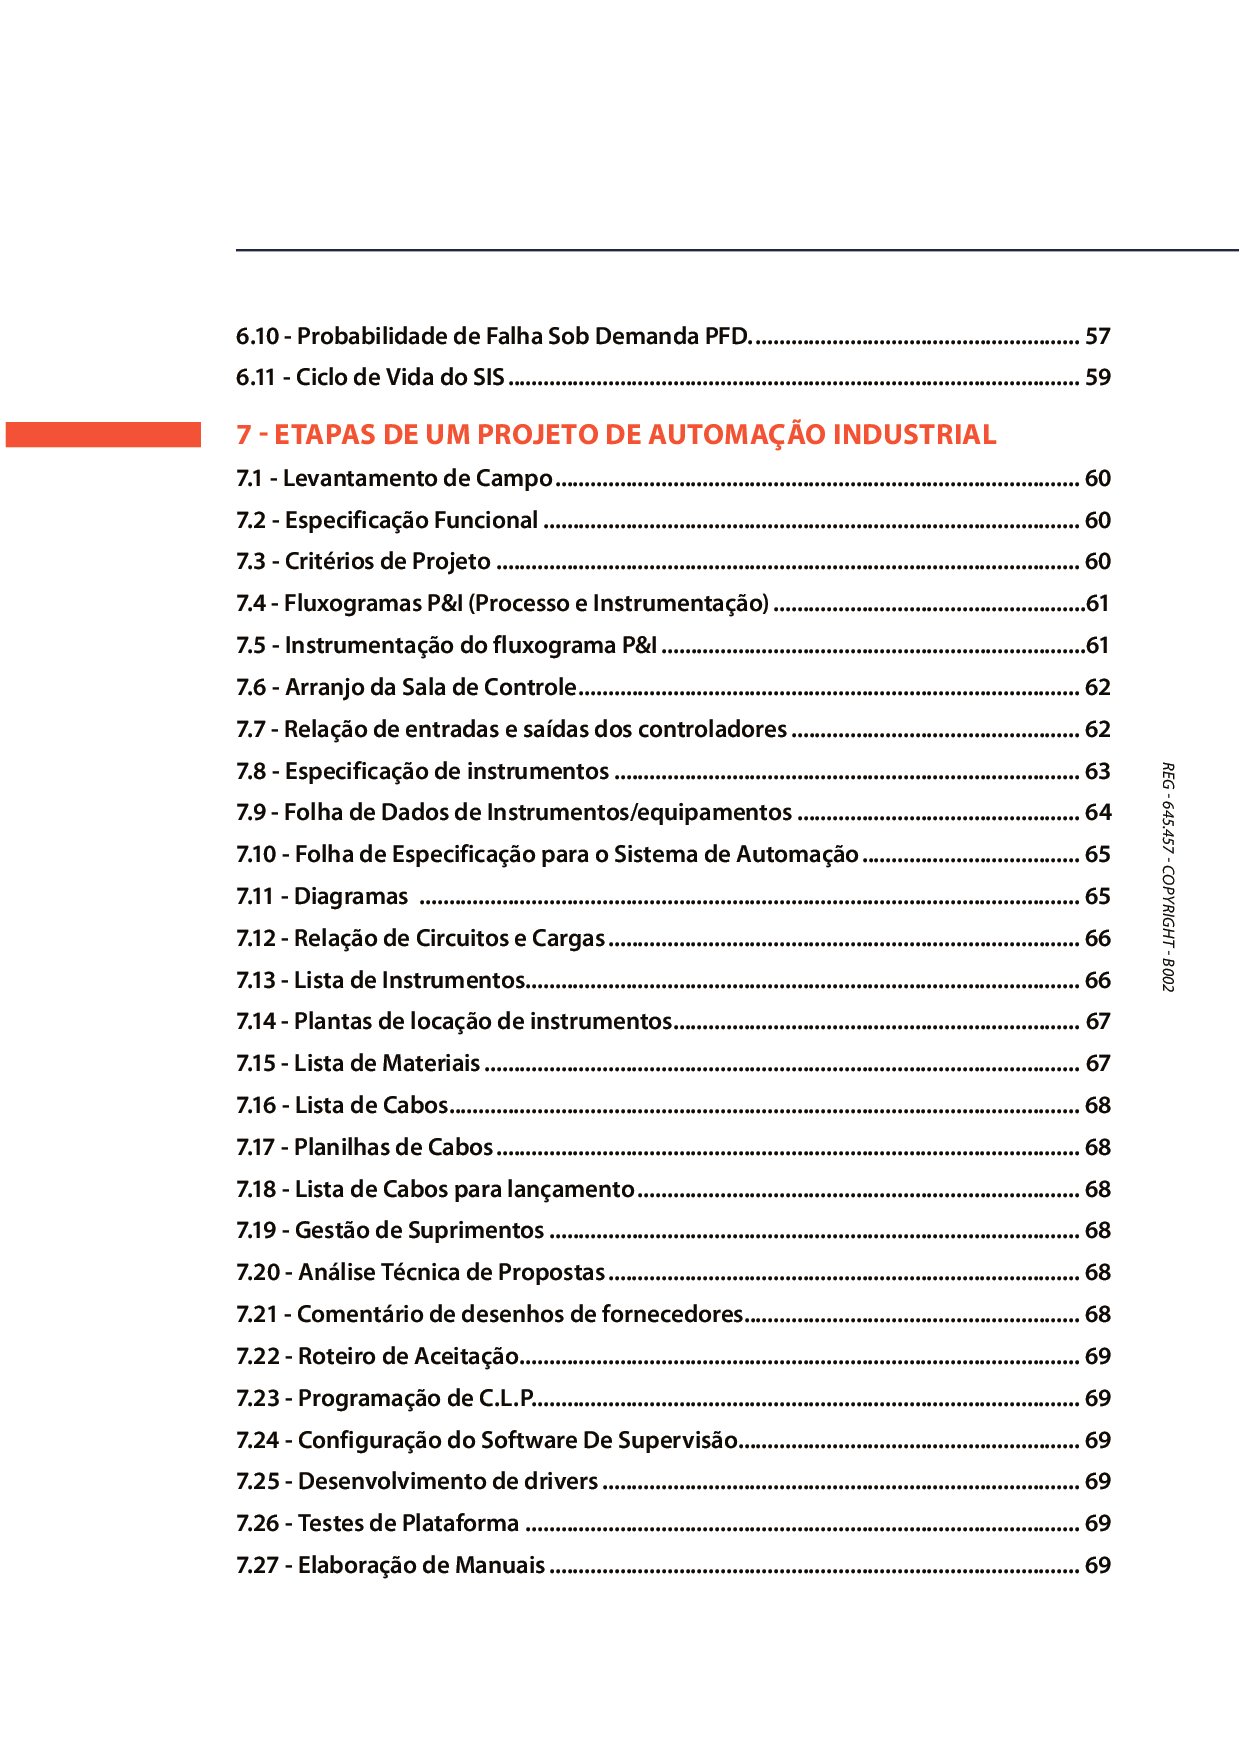 6.10 - Probabilidade de Falha Sob Demanda PFD. ....................................................... 57
6.11 - Ciclo de Vida do SIS ................................................................................................. 59
7 - ETAPAS DE UM PROJETO DE AUTOMAÇÃO INDUSTRIAL
7.1 - Levantamento de Campo ......................................................................................... 60
7.2 - Especificação Funcional ........................................................................................... 60
7.3 - Critérios de Projeto ................................................................................................... 60
7.4 - Fluxogramas P&I (Processo e Instrumentação) .....................................................61
7.5 - Instrumentação do fluxograma P&I ........................................................................61
7.6 - Arranjo da Sala de Controle ..................................................................................... 62
7.7 - Relação de entradas e saídas dos controladores ................................................. 62
7.8 - Especificação de instrumentos ............................................................................... 63
7.9 - Folha de Dados de Instrumentos/equipamentos ................................................ 64
7.10 - Folha de Especificação para o Sistema de Automação ..................................... 65
7.11 - Diagramas ................................................................................................................ 65
7.12 - Relação de Circuitos e Cargas ................................................................................ 66
7.13 - Lista de Instrumentos.............................................................................................. 66
7.14 - Plantas de locação de instrumentos..................................................................... 67
7.15 - Lista de Materiais ..................................................................................................... 67
7.16 - Lista de Cabos........................................................................................................... 68
7.17 - Planilhas de Cabos ................................................................................................... 68
7.18 - Lista de Cabos para lançamento ........................................................................... 68
7.19 - Gestão de Suprimentos .......................................................................................... 68
7.20 - Análise Técnica de Propostas ................................................................................ 68
7.21 - Comentário de desenhos de fornecedores......................................................... 68
7.22 - Roteiro de Aceitação............................................................................................... 69
7.23 - Programação de C.L.P............................................................................................. 69
7.24 - Configuração do Software De Supervisão.......................................................... 69
7.25 - Desenvolvimento de drivers ................................................................................. 69
7.26 - Testes de Plataforma .............................................................................................. 69
7.27 - Elaboração de Manuais .......................................................................................... 69
REG - 645.457 - COPYRIGHT - B002